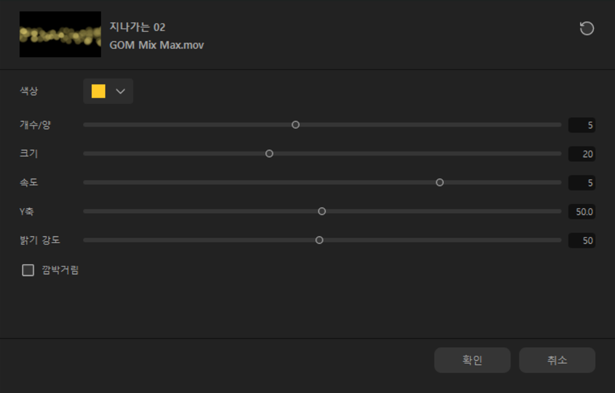 지나가는 02
GOM Mix Max.mov
색상
개수/양 5
크기 20
속도 5
Y축 50.0
밝기 강도 50
깜박거림
확인 취소